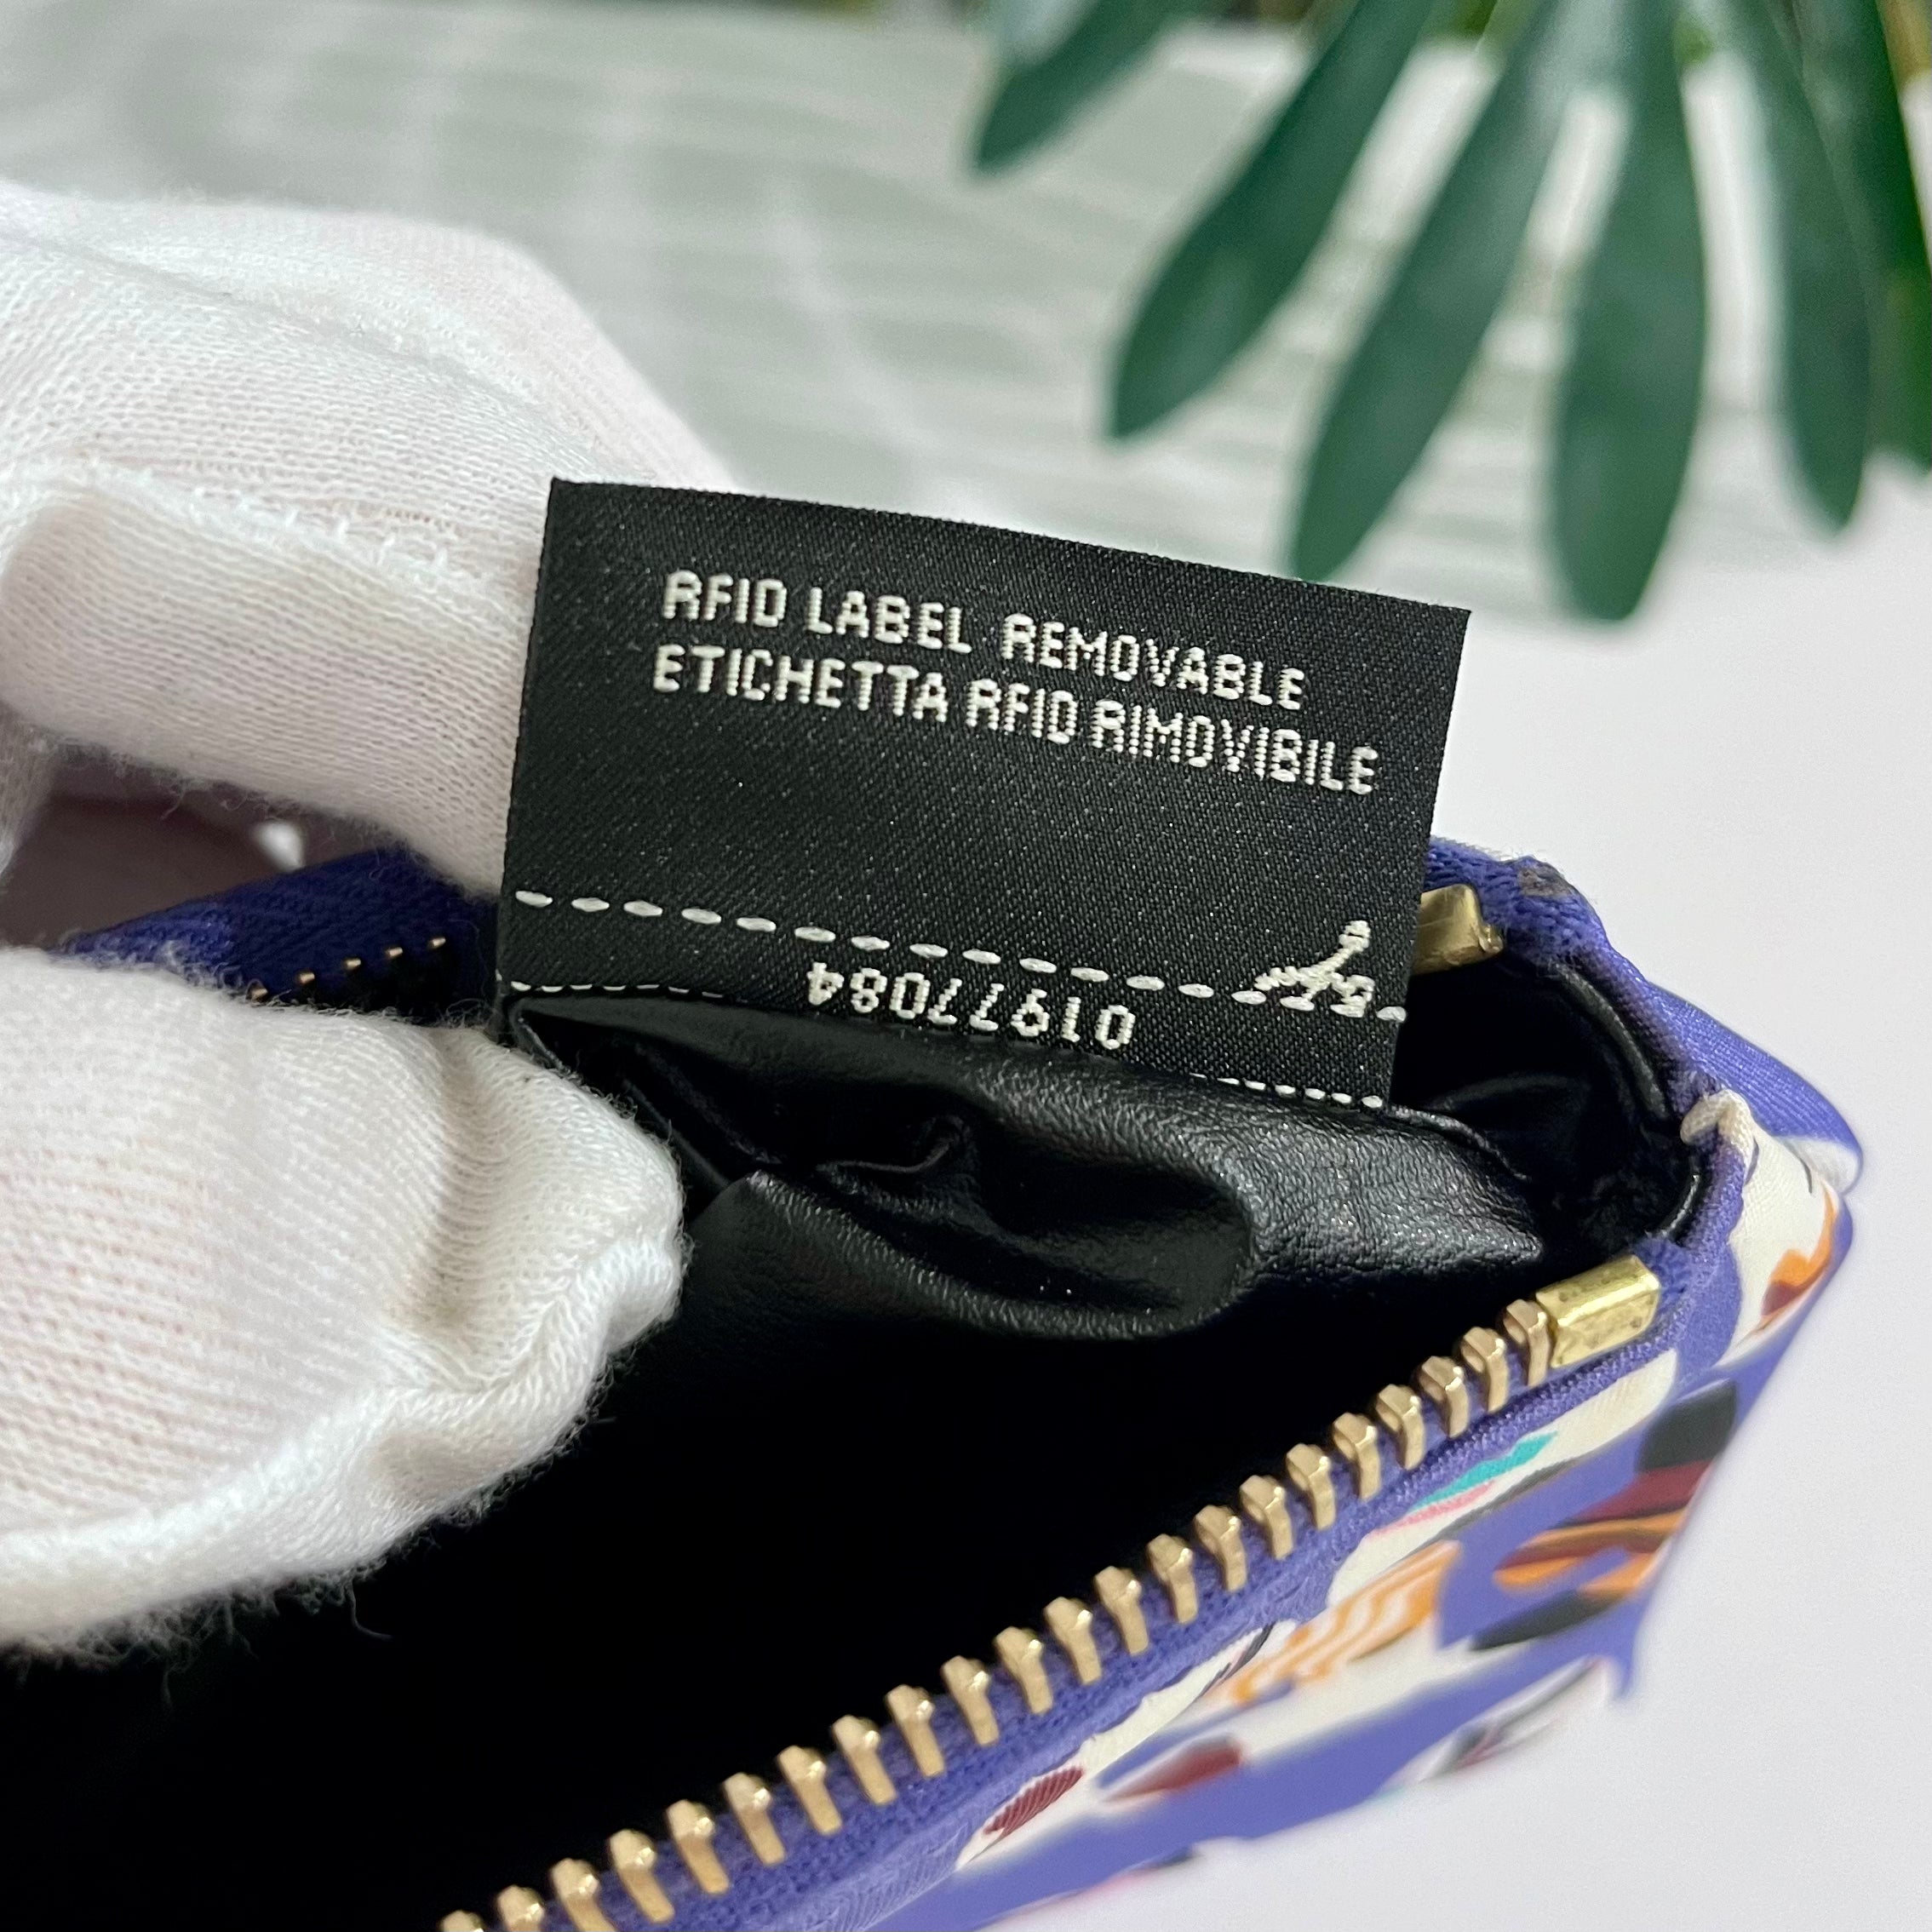 RFID LABEL REMOVABLE
ETICHETTA RFID RIMOVIBILE
01977084